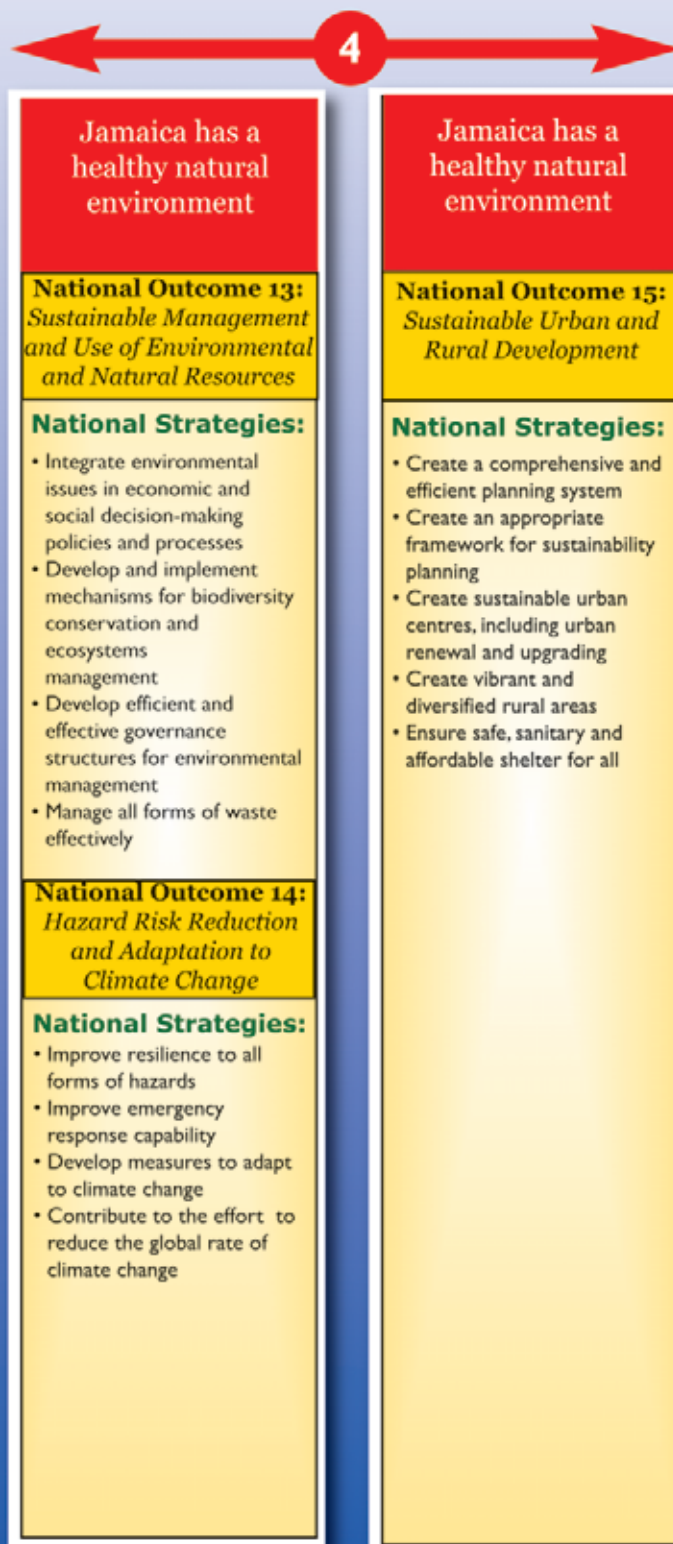 4
Jamaica has a
healthy natural
environment
National Outcome 13:
Sustainable Management
and Use of Environmental
and Natural Resources
National Strategies:
• Integrate environmental
issues in economic and
social decision-making
policies and processes
• Develop and implement
mechanisms for biodiversity
conservation and
ecosystems
management
• Develop efficient and
effective governance
structures for environmental
management
• Manage all forms of waste
effectively
National Outcome 14:
Hazard Risk Reduction
and Adaptation to
Climate Change
National Strategies:
• Improve resilience to all
forms of hazards
• Improve emergency
response capability
• Develop measures to adapt
to climate change
• Contribute to the effort to
reduce the global rate of
climate change
Jamaica has a
healthy natural
environment
National Outcome 15:
Sustainable Urban and
Rural Development
National Strategies:
• Create a comprehensive and
efficient planning system
• Create an appropriate
framework for sustainability
planning
• Create sustainable urban
centres, including urban
renewal and upgrading
• Create vibrant and
diversified rural areas
• Ensure safe, sanitary and
affordable shelter for all